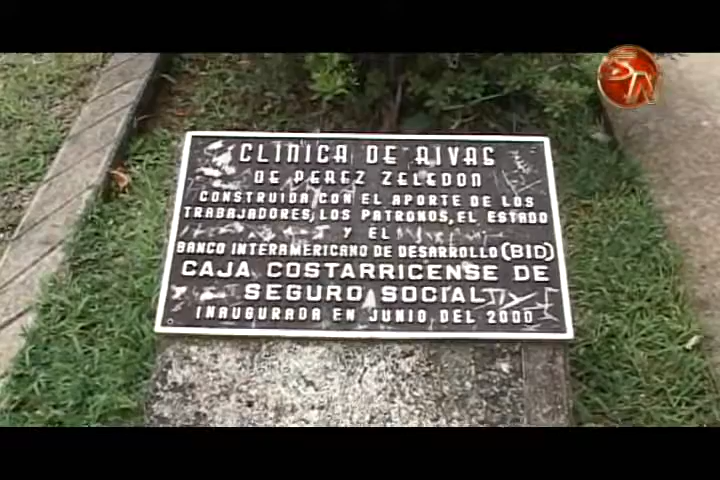 CLINICA DE RIVAS
DE PEREZ ZELEDON
CONSTRUIDA CON EL APORTE DE LOS
TRABAJADORES, LOS PATRONOS, EL ESTADO
Y EL
BANCO INTERAMERICANO DE DESARROLLO (BID)
CAJA COSTARRICENSE DE
SEGURO SOCIAL
INAUGURADA EN JUNIO DEL 2000